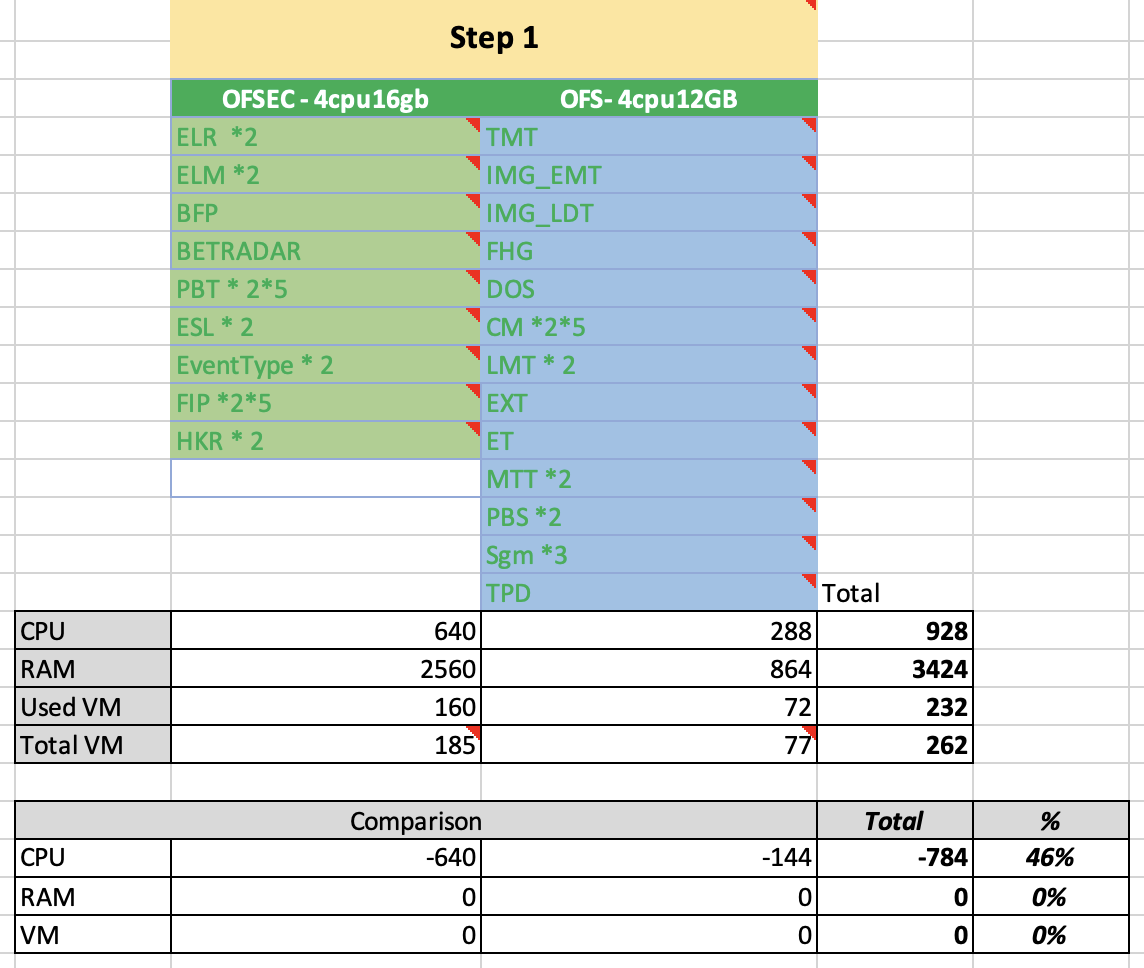 Step 1
OFSEC - 4cpu16gb OFS- 4cpu12GB
ELR *2 TMT
ELM *2 IMG_EMT
BFP IMG_LDT
BETRADAR FHG
PBT * 2*5 DOS
ESL * 2 CM *2*5
EventType * 2 LMT * 2
FIP *2*5 EXT
HKR * 2 ET
MTT *2
PBS *2
Sgm *3
TPD Total
CPU 640 288 928
RAM 2560 864 3424
Used VM 160 72 232
Total VM 185 77 262
Comparison Total %
CPU -640 -144 -784 46%
RAM 0 0 0 0%
VM 0 0 0 0%